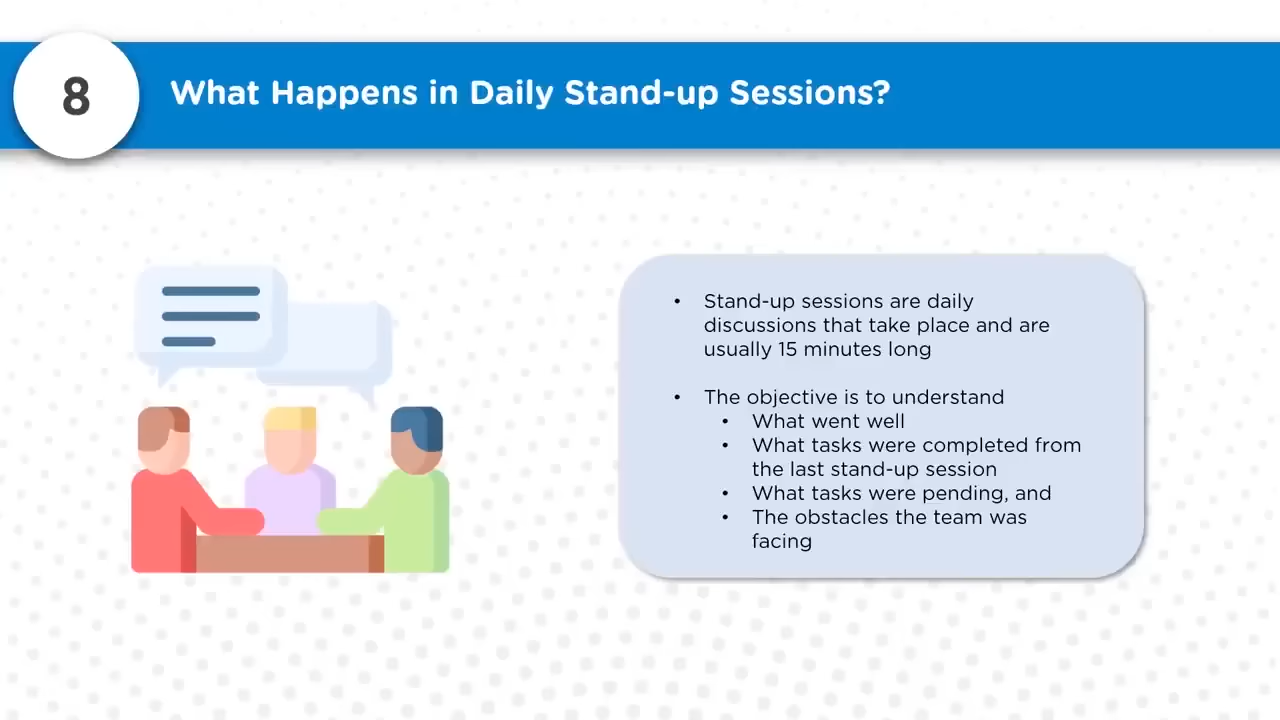 8
What Happens in Daily Stand-up Sessions?
• Stand-up sessions are daily
discussions that take place and are
usually 15 minutes long
• The objective is to understand
• What went well
• What tasks were completed from
the last stand-up session
• What tasks were pending, and
• The obstacles the team was
facing